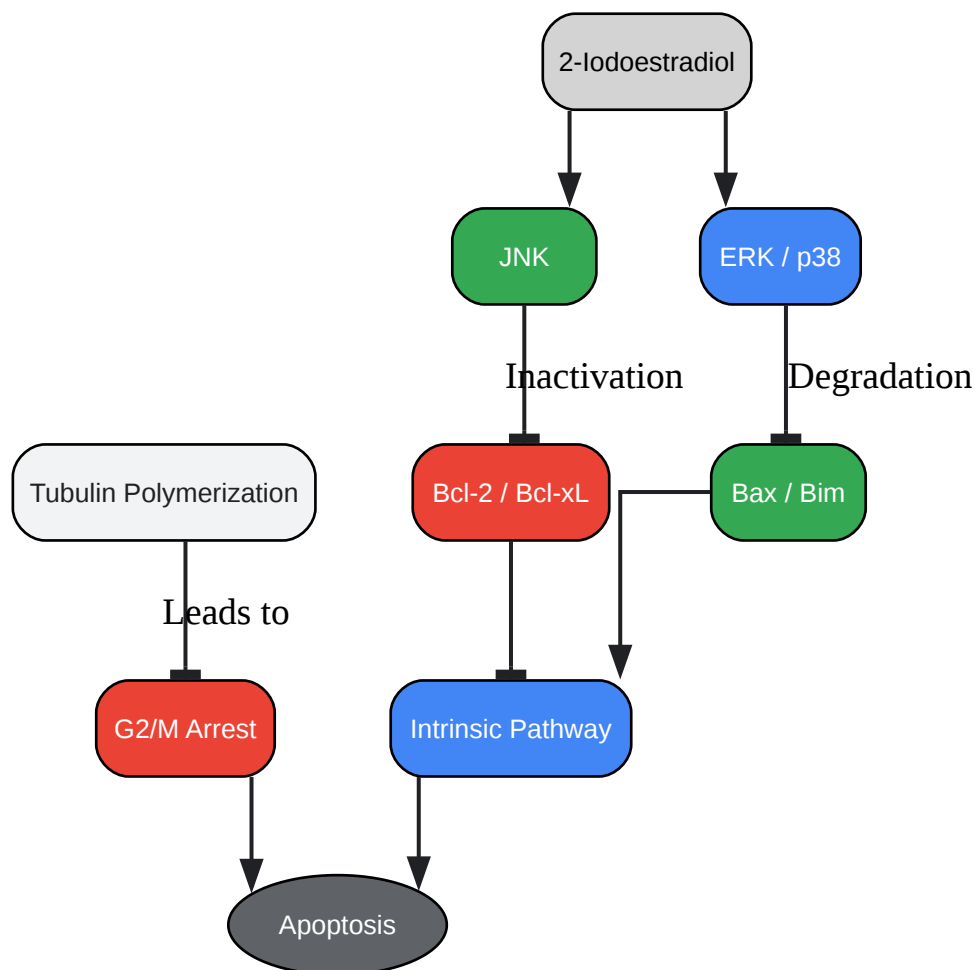 2-Iodoestradiol
JNK
ERK / p38
Inactivation
Degradation
Tubulin Polymerization
Bcl-2 / Bcl-xL
Bax / Bim
Leads to
G2/M Arrest
Intrinsic Pathway
Apoptosis